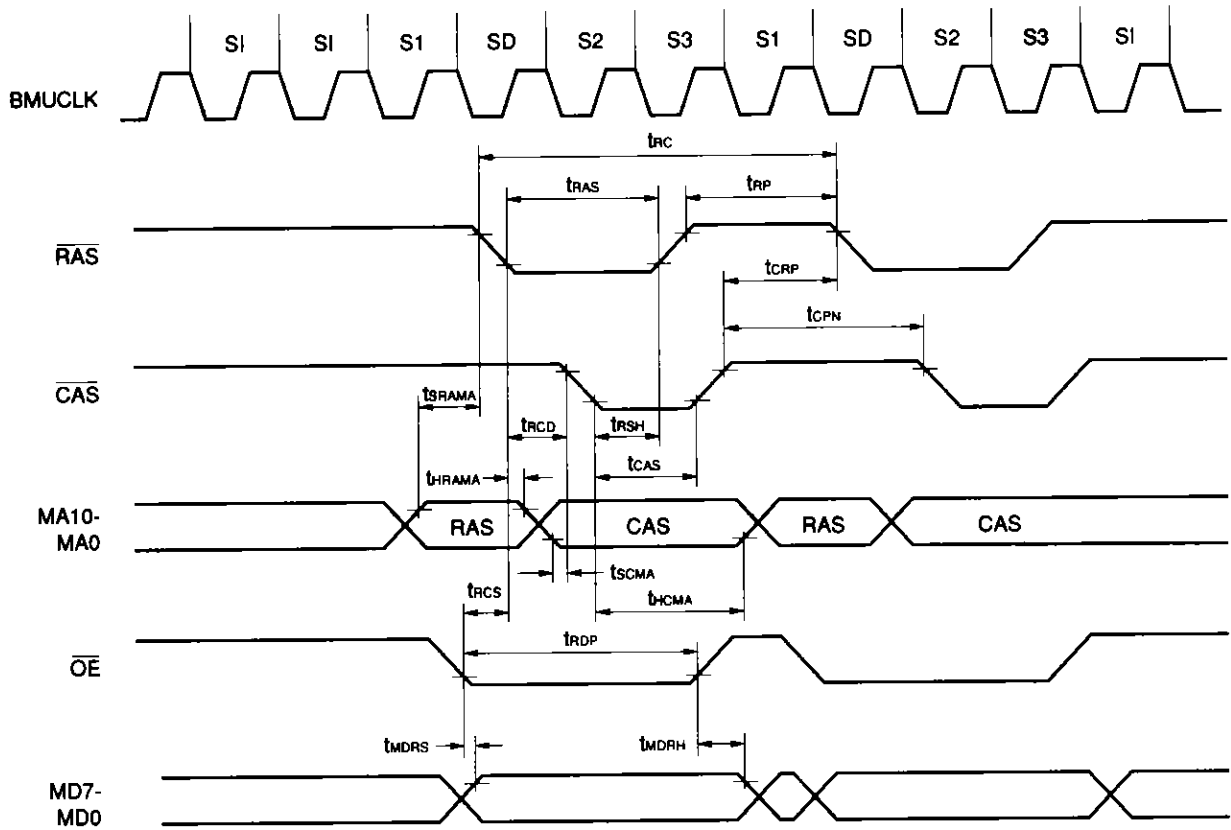 SI SI S1 SD S2 S3 S1 SD S2 S3 SI
BMUCLK
tRC
tRAS tRP
RAS
tCRP
tCPN
CAS
tSRAMA
tRCD tRSH
tHRAMA tCAS
MA10-
MA0
RAS CAS RAS CAS
tSCMA
tRCS tHCMA
tRDP
OE
tMDRS tMDRH
MD7-
MD0